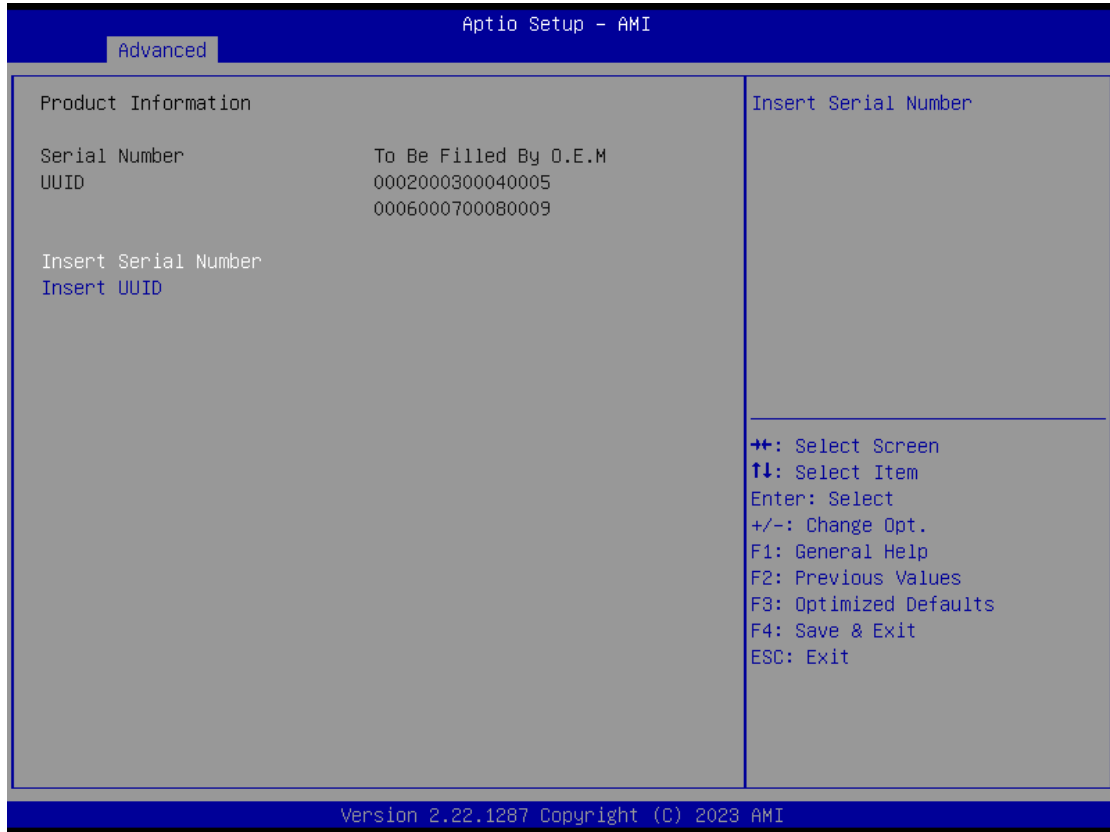 Aptio Setup – AMI
Advanced
Product Information
Serial Number To Be Filled By O.E.M
UUID 0002000300040005
0006000700080009
Insert Serial Number
Insert UUID
Insert Serial Number
→←: Select Screen
↑↓: Select Item
Enter: Select
+/-: Change Opt.
F1: General Help
F2: Previous Values
F3: Optimized Defaults
F4: Save & Exit
ESC: Exit
Version 2.22.1287 Copyright (C) 2023 AMI